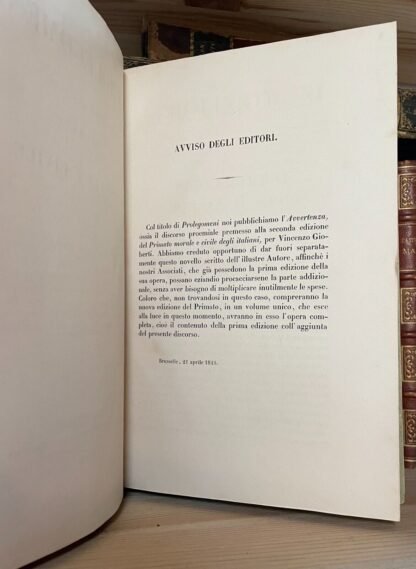 AVVISO DEGLI EDITORI.
Col titolo di Prolegomeni noi pubblichiamo l'Avvertenza,
ossia il discorso proemiale premesso alla seconda edizione
del Primato morale e civile degli italiani, per Vincenzo Gio-
berti. Abbiamo creduto opportuno di dar fuori separata-
mente questo novello scritto dell'illustre Autore, affinchè i
nostri Associati, che già possedono la prima edizione della
sua opera, possano eziandio procacciarsene la parte addizio-
nale, senza aver bisogno di moltiplicare inutilmente le spese.
Coloro che, non trovandosi in questo caso, compreranno la
nuova edizione del Primato, in un volume unico, che esce
alla luce in questo momento, avranno in esso l'opera com-
pleta, cioè il contenuto della prima edizione coll'aggiunta
del presente discorso.
Brusselle, 21 aprile 1845.